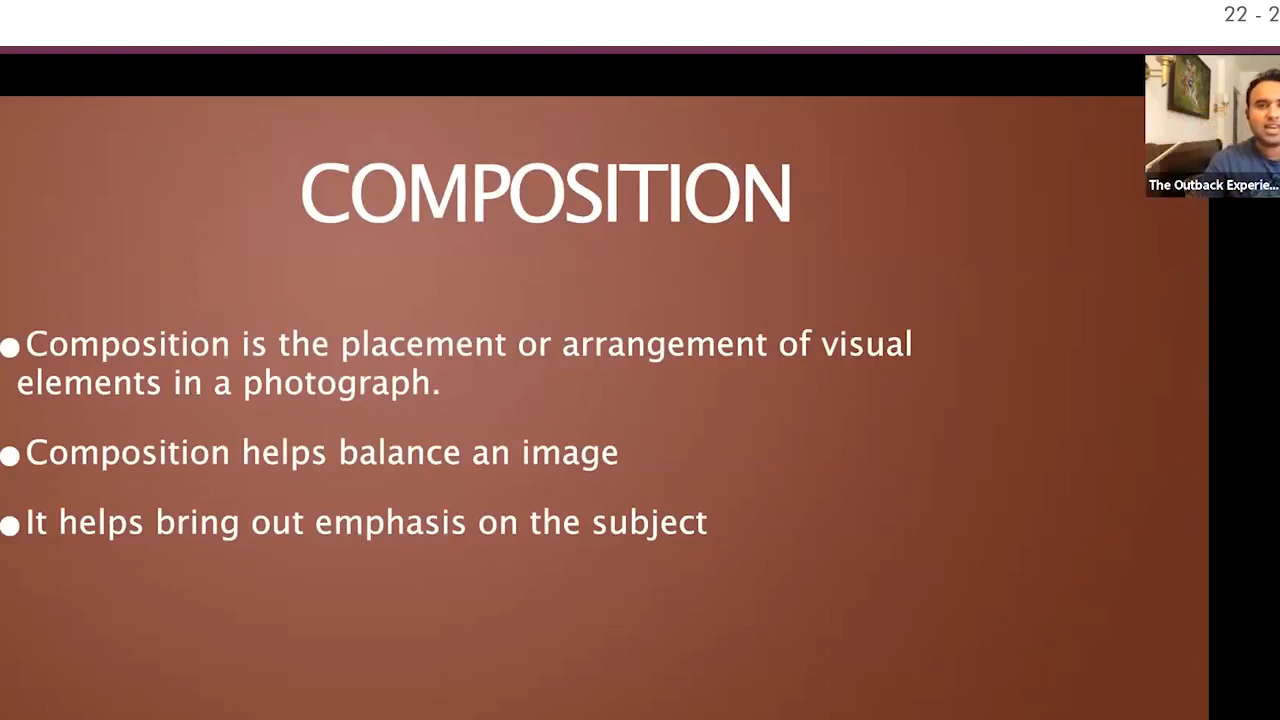 22 - 2
The Outback Experie...
COMPOSITION
●Composition is the placement or arrangement of visual
elements in a photograph.
●Composition helps balance an image
●It helps bring out emphasis on the subject